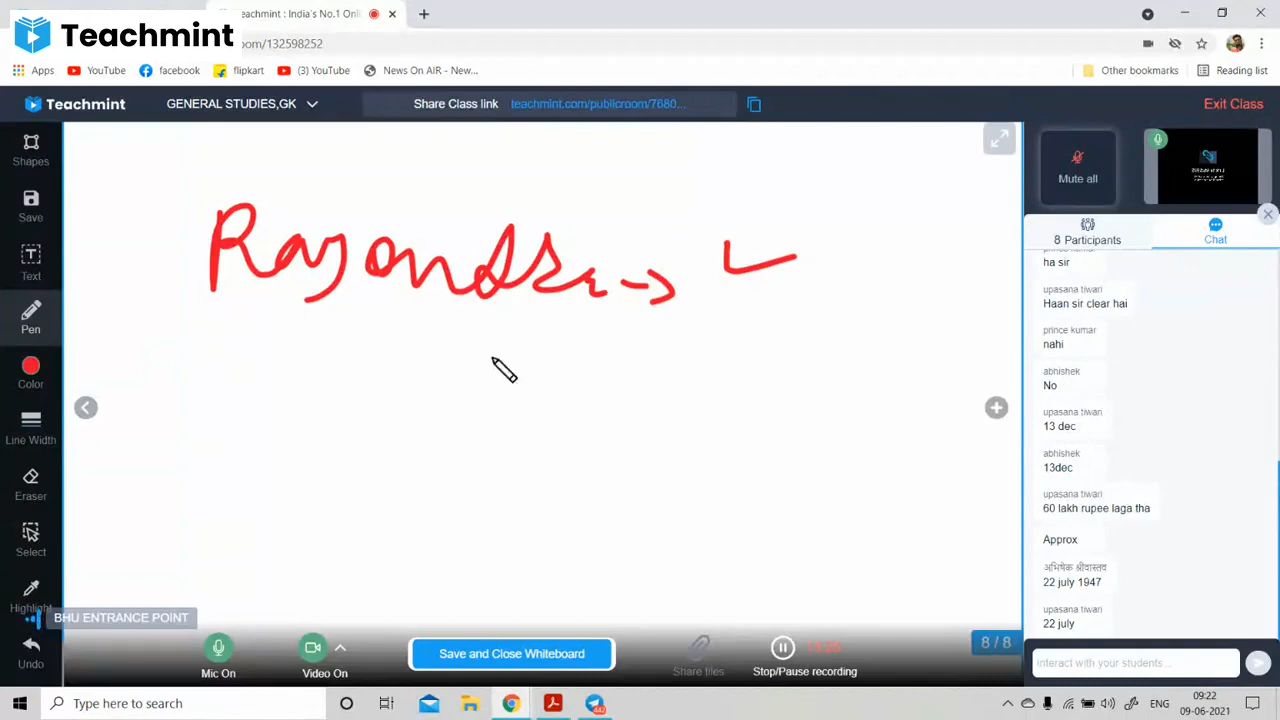 Teachmint
Teachmint : India's No.1 Onli
oom/132598252
Apps YouTube facebook flipkart (3) YouTube News On AIR - New... Other bookmarks Reading list
Teachmint GENERAL STUDIES,GK Share Class link teachmint.com/publicroom/7680... Exit Class
Shapes
Save
Text
Pen
Color
Line Width
Eraser
Select
Highlight
Undo
Mute all
8 Participants Chat
ha sir
upasana tiwari
Haan sir clear hai
prince kumar
nahi
abhishek
No
upasana tiwari
13 dec
abhishek
13dec
upasana tiwari
60 lakh rupee laga tha
Approx
अभिषेक श्रीवास्तव
22 july 1947
upasana tiwari
22 july
interact with your students...
BHU ENTRANCE POINT
Mic On
Video On
Save and Close Whiteboard
Share files
Stop/Pause recording
8/8
Type here to search
ENG
09:22
09-06-2021